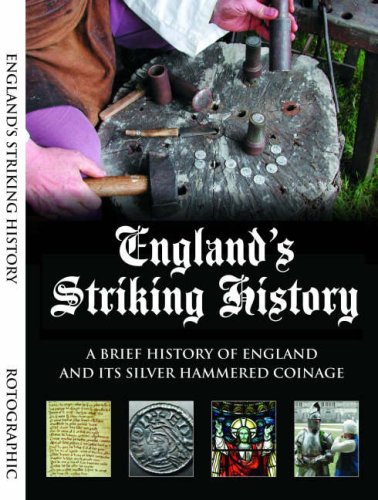 ENGLAND'S STRIKING HISTORY
ROTOGRAPHIC
England's
Striking History
A BRIEF HISTORY OF ENGLAND
AND ITS SILVER HAMMERED COINAGE